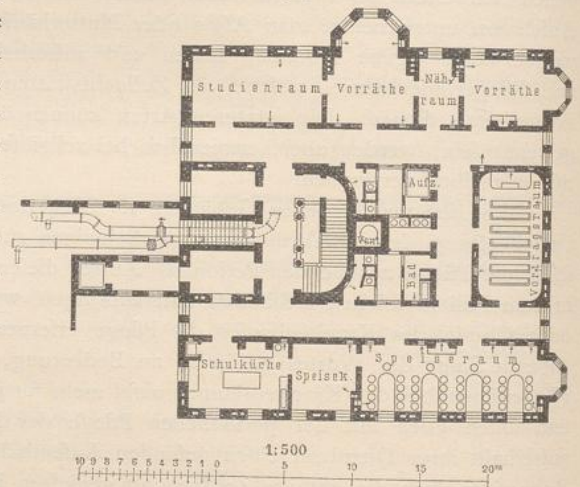 Studienraum
Vorräthe
Näh-
raum
Vorräthe
Aufz.
Vent.
Bad
Vortragsraum
Schulküche
Speisek.
Speiseraum
1:500
10 9 8 7 6 5 4 3 2 1 0 5 10 15 20m